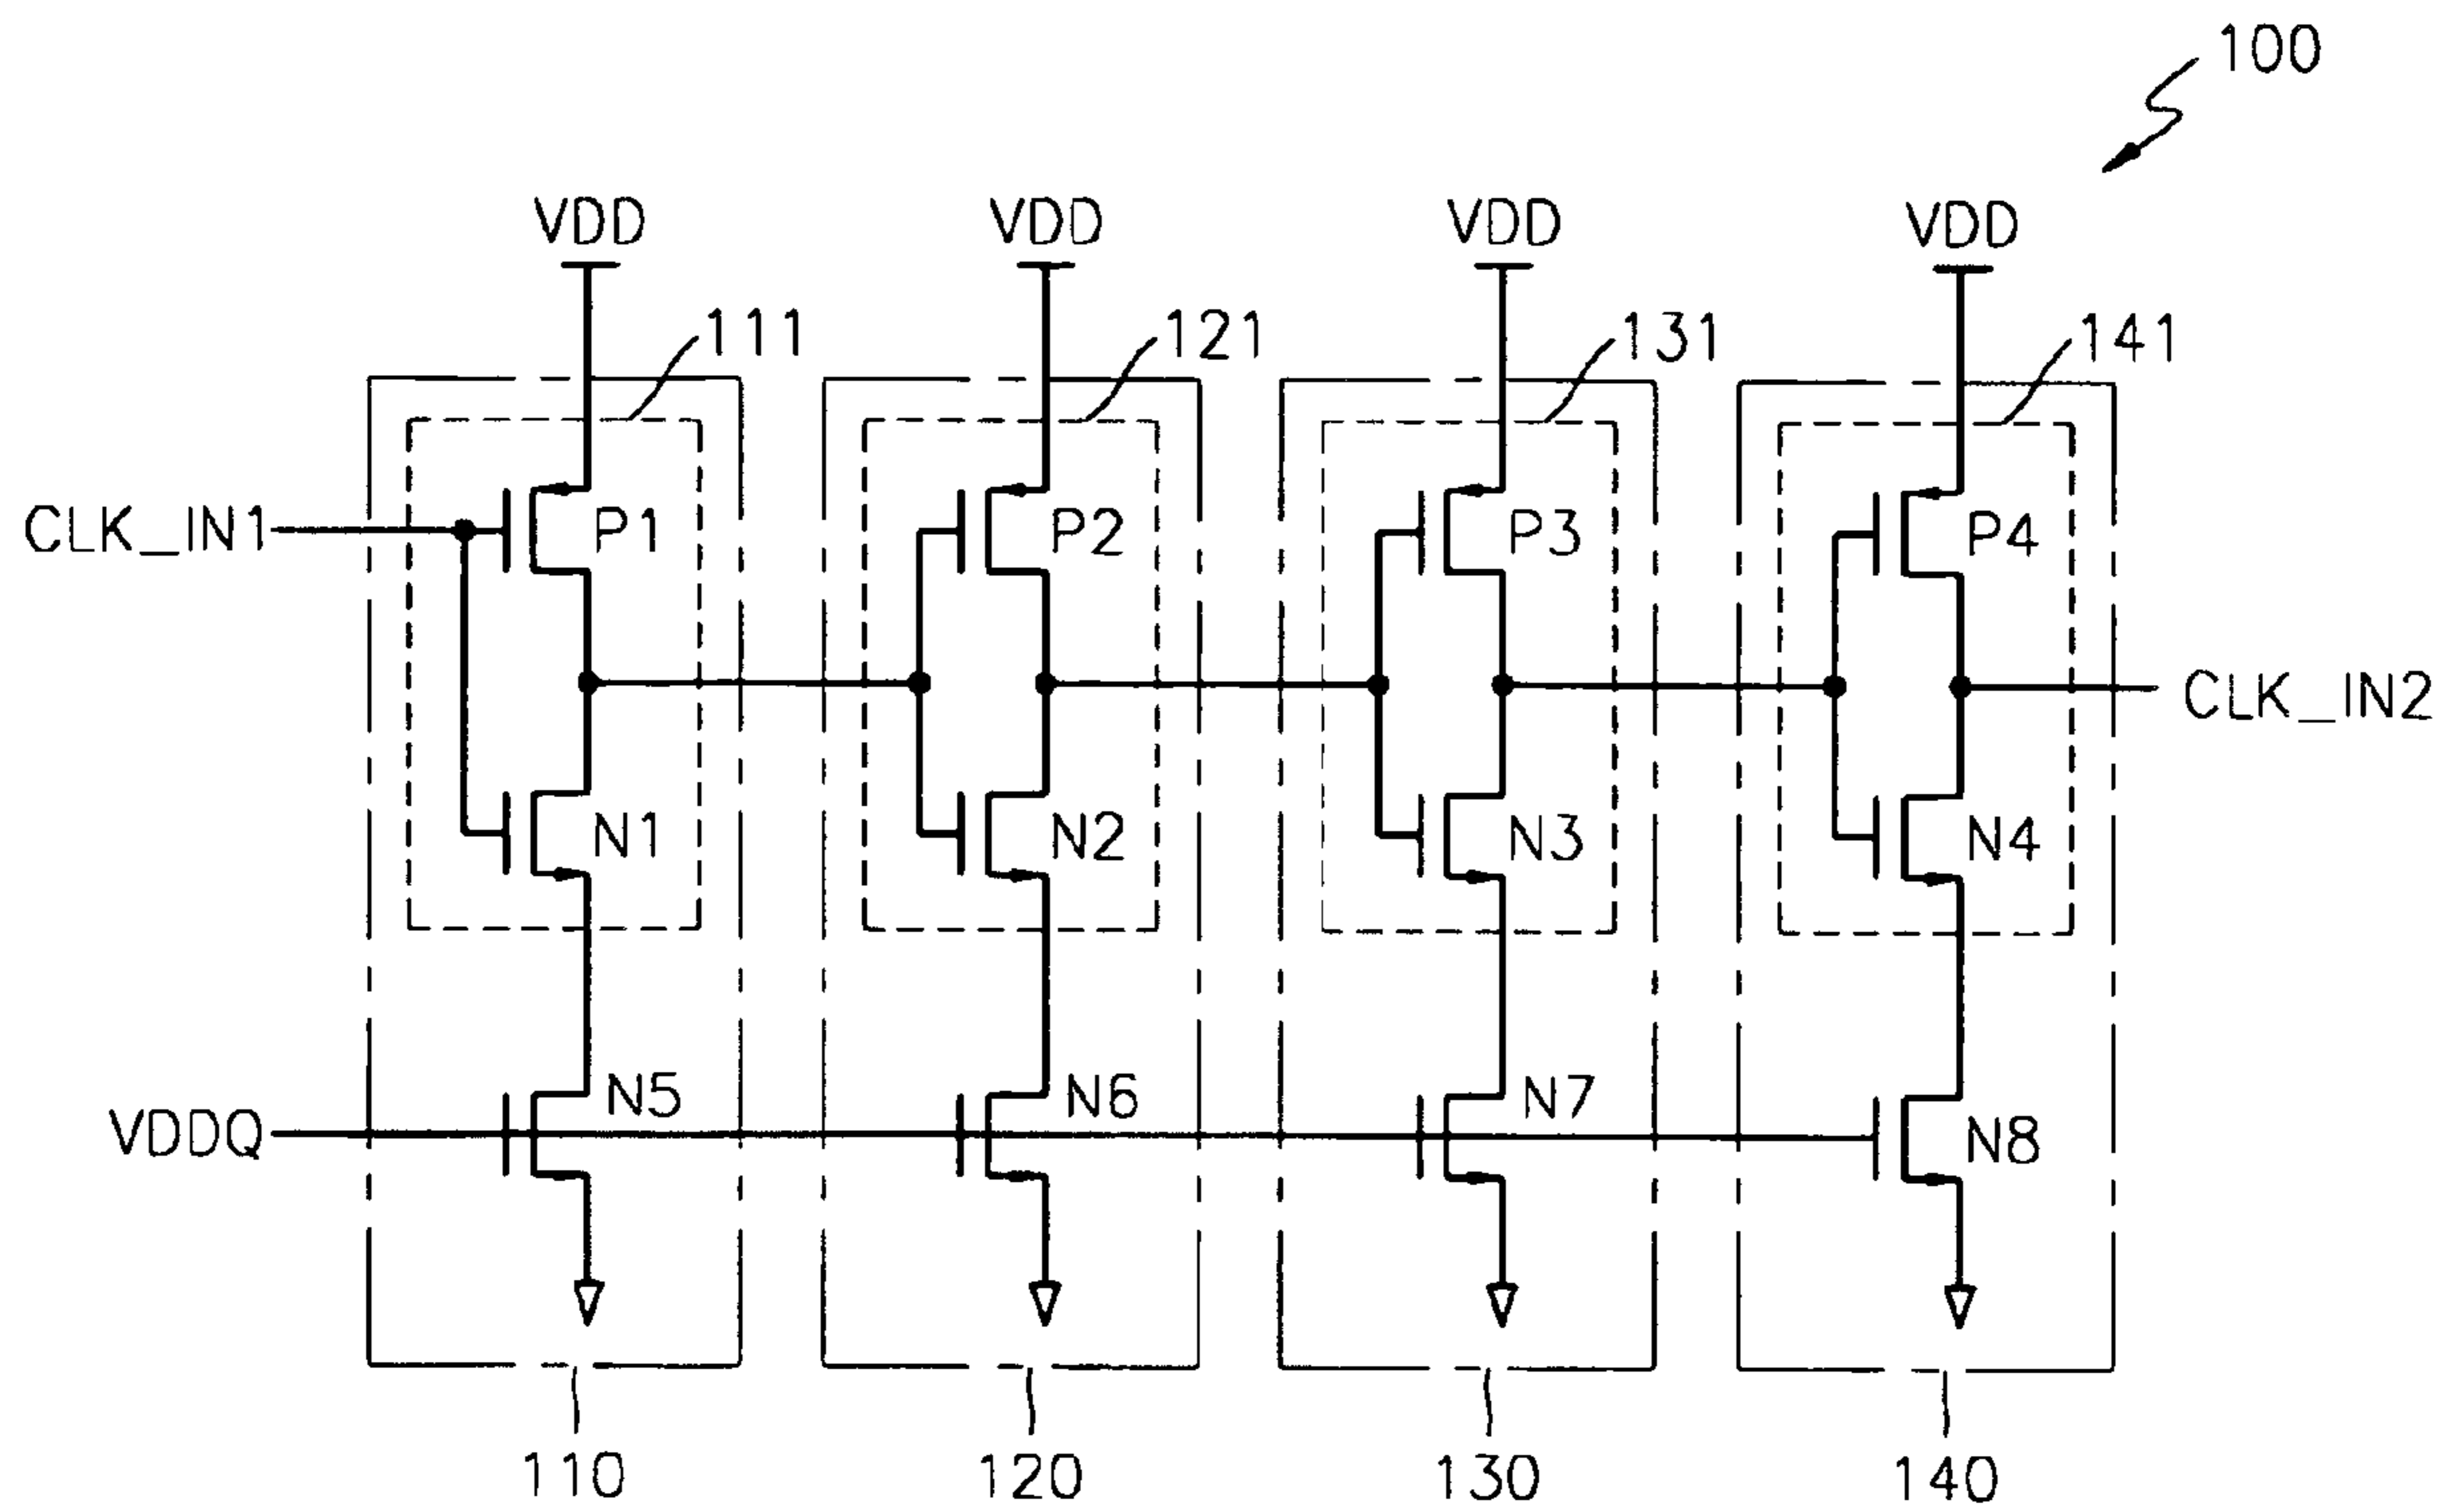 100
VDD VDD VDD VDD
111 121 131 141
CLK_IN1 P1 P2 P3 P4
CLK_IN2
N1 N2 N3 N4
N5 N6 N7
VDDQ N8
110 120 130 140